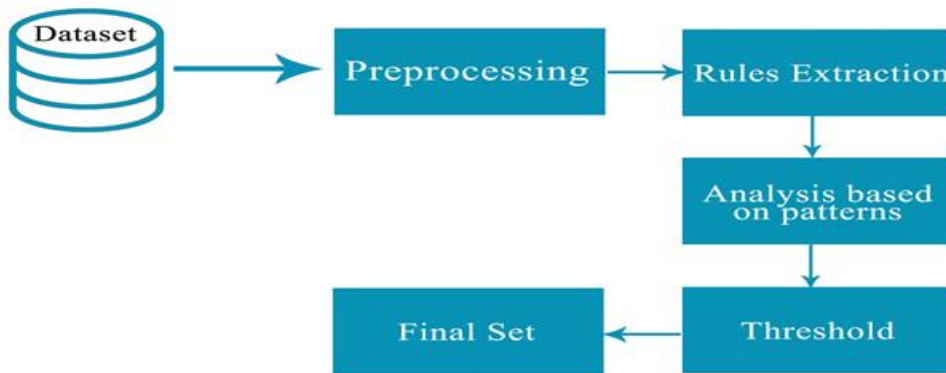 Dataset
Preprocessing
Rules Extraction
Analysis based
on patterns
Threshold
Final Set